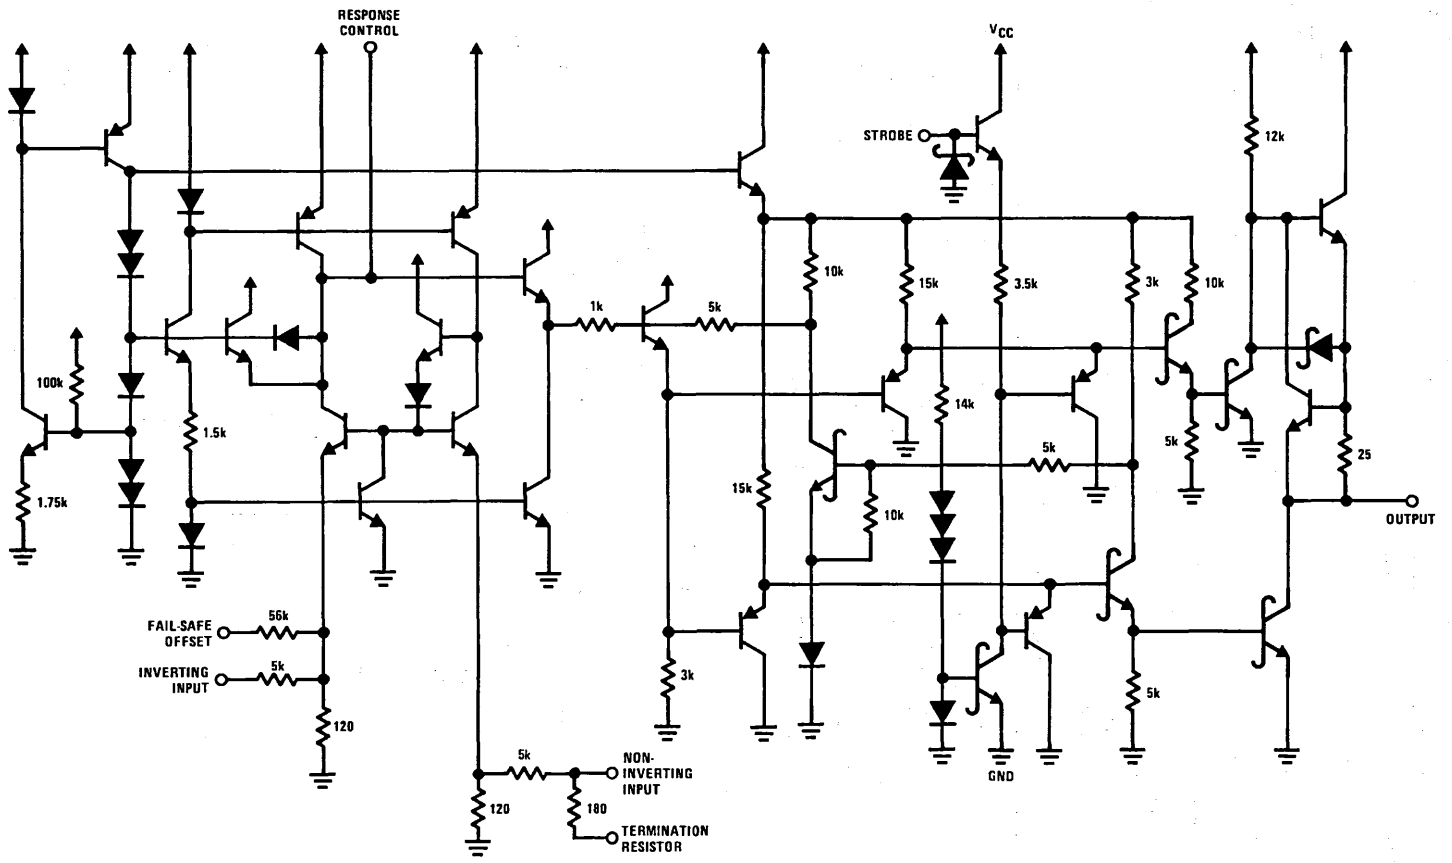 RESPONSE
CONTROL
VCC
STROBE
12k
10k
15k
3.5k
3k
10k
1k
5k
100k
14k
1.5k
5k
5k
25
1.75k
15k
10k
OUTPUT
FAIL-SAFE
OFFSET
56k
INVERTING
INPUT
5k
3k
5k
120
GND
5k
NON-
INVERTING
INPUT
120
180
TERMINATION
RESISTOR